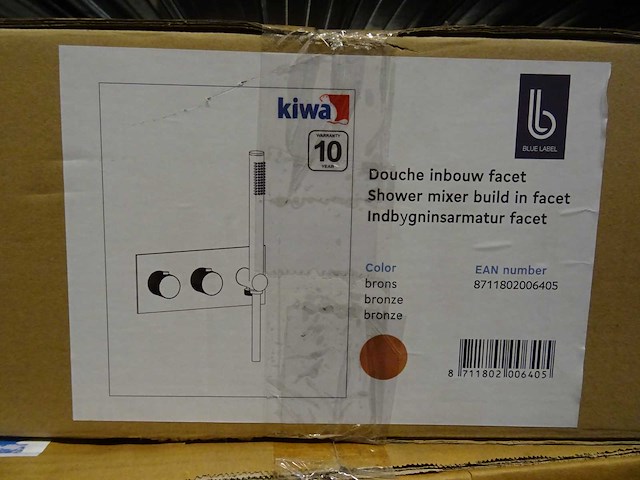 kiwa
WARRANTY
10
YEAR
BLUE LABEL
Douche inbouw facet
Shower mixer build in facet
Indbygninsarmatur facet
Color
brons
bronze
bronze
EAN number
8711802006405
8 711802 006405